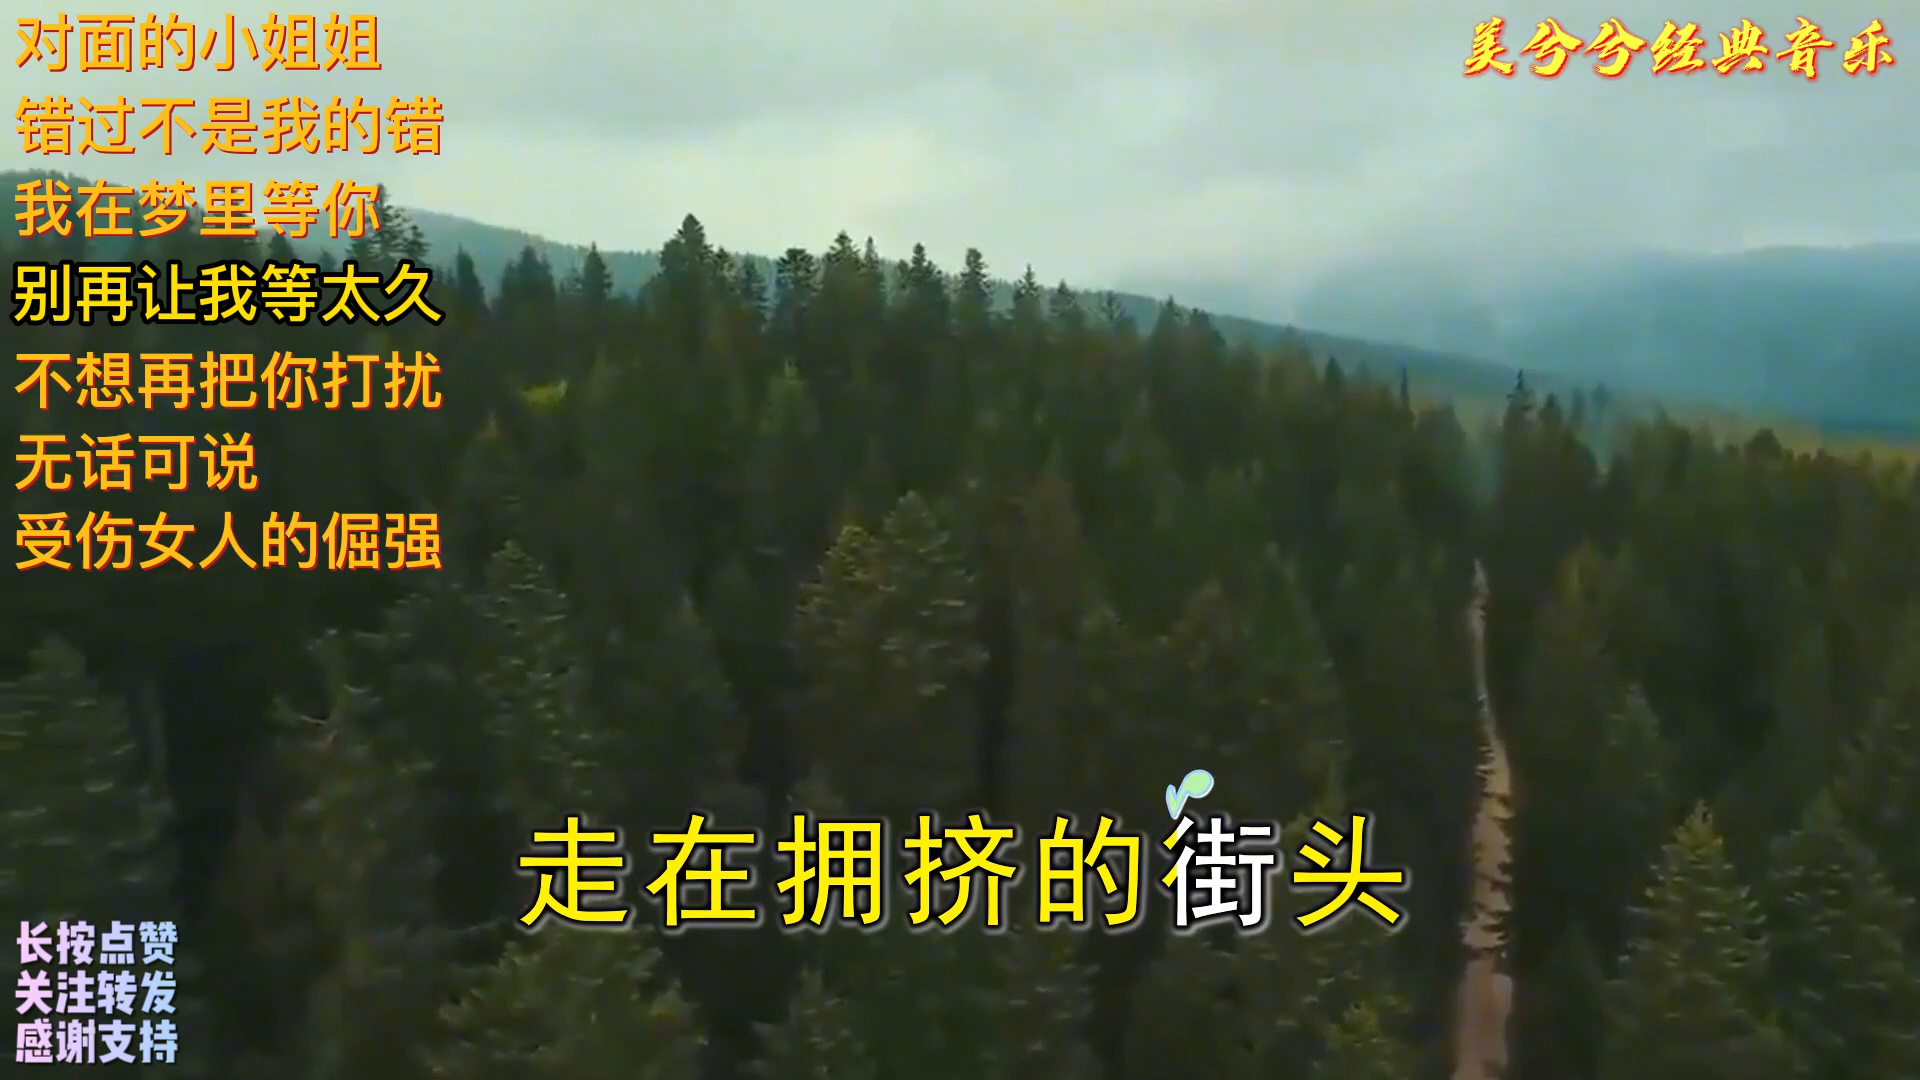 对面的小姐姐
错过不是我的错
我在梦里等你
别再让我等太久
不想再把你打扰
无话可说
受伤女人的倔强
美兮兮经典音乐
走在拥挤的街头
长按点赞
关注转发
感谢支持